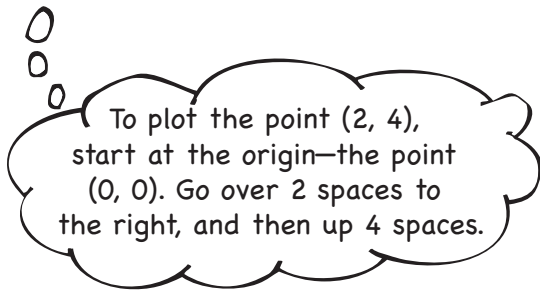 To plot the point (2, 4),
start at the origin—the point
(0, 0). Go over 2 spaces to
the right, and then up 4 spaces.